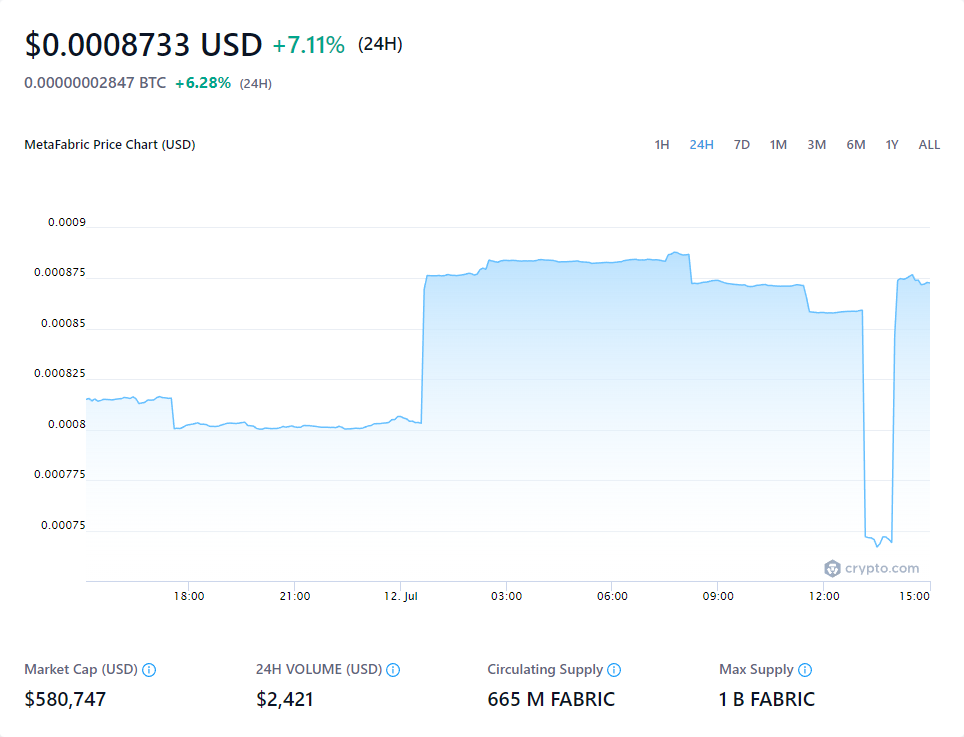 $0.0008733 USD +7.11% (24H)
0.00000002847 BTC +6.28% (24H)
MetaFabric Price Chart (USD) 1H 24H 7D 1M 3M 6M 1Y ALL
0.0009
0.000875
0.00085
0.000825
0.0008
0.000775
0.00075
crypto.com
18:00 21:00 12. Jul 03:00 06:00 09:00 12:00 15:00
Market Cap (USD) 24H VOLUME (USD) Circulating Supply Max Supply
$580,747 $2,421 665 M FABRIC 1 B FABRIC